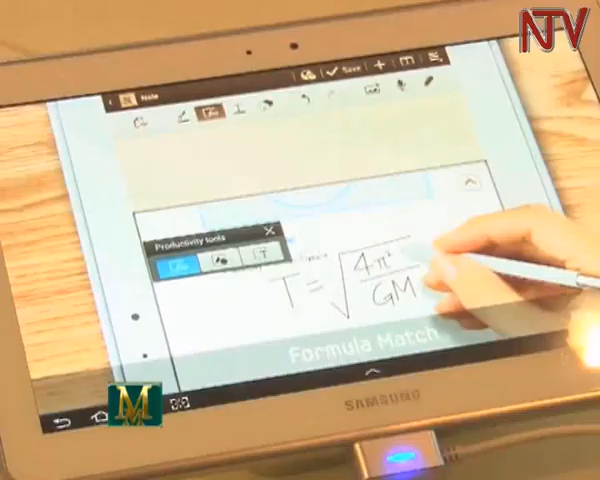 NTV
Note
Save
Productivity tools
T
T = √4π²
GM
Formula Match
M
SAMSUNG